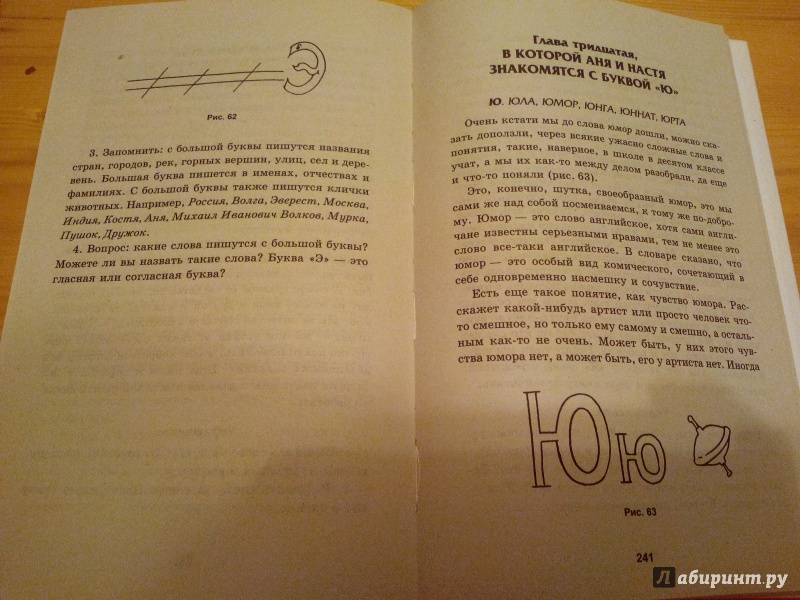 Рис. 62
3. Запомнить: с большой буквы пишутся названия
стран, городов, рек, горных вершин, улиц, сел и дере-
вень. Большая буква пишется в именах, отчествах и
фамилиях. С большой буквы также пишутся клички
животных. Например, Россия, Волга, Эверест, Москва,
Индия, Костя, Аня, Михаил Иванович Волков, Мурка,
Пушок, Дружок.
4. Вопрос: какие слова пишутся с большой буквы?
Можете ли вы назвать такие слова? Буква «Э» — это
гласная или согласная буква?
Глава тридцатая,
В КОТОРОЙ АНЯ И НАСТЯ
ЗНАКОМЯТСЯ С БУКВОЙ «Ю»
Ю. ЮЛА, ЮМОР, ЮНГА, ЮННАТ, ЮРТА
Очень кстати мы до слова юмор дошли, можно ска-
зать доползли, через всякие ужасно сложные слова и
понятия, такие, наверное, в школе в десятом классе
учат, а мы их как-то между делом разобрали, да еще
и что-то поняли (рис. 63).
Это, конечно, шутка, своеобразный юмор, это мы
сами же над собой посмеиваемся, к тому же по-добро-
му. Юмор — это слово английское, хотя сами англи-
чане известны серьезными нравами, тем не менее это
слово все-таки английское. В словаре сказано, что
юмор — это особый вид комического, сочетающий в
себе одновременно насмешку и сочувствие.
Есть еще такое понятие, как чувство юмора. Рас-
скажет какой-нибудь артист или просто человек что-
то смешное, но только ему самому и смешно, а осталь-
ным как-то не очень. Может быть, у них этого чув-
ства юмора нет, а может быть, его у артиста нет. Иногда
Юю
Рис. 63
241
Лабиринт.ру